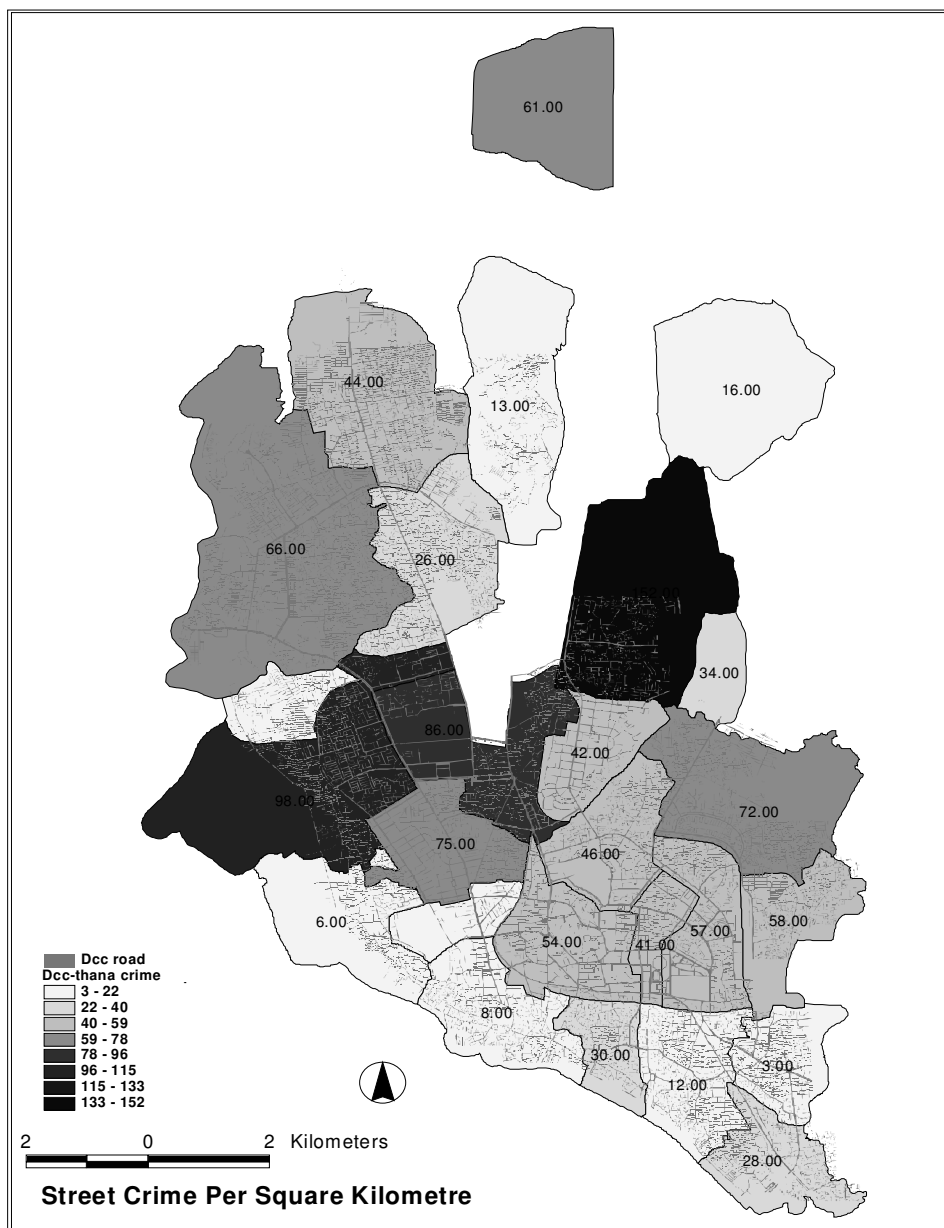 61.00
44.00
13.00
16.00
66.00
26.00
152.00
34.00
86.00
42.00
98.00
72.00
75.00
46.00
6.00
58.00
54.00
41.00
57.00
8.00
30.00
12.00
3.00
28.00
Dcc road
Dcc-thana crime
3 - 22
22 - 40
40 - 59
59 - 78
78 - 96
96 - 115
115 - 133
133 - 152
2 0 2 Kilometers
Street Crime Per Square Kilometre